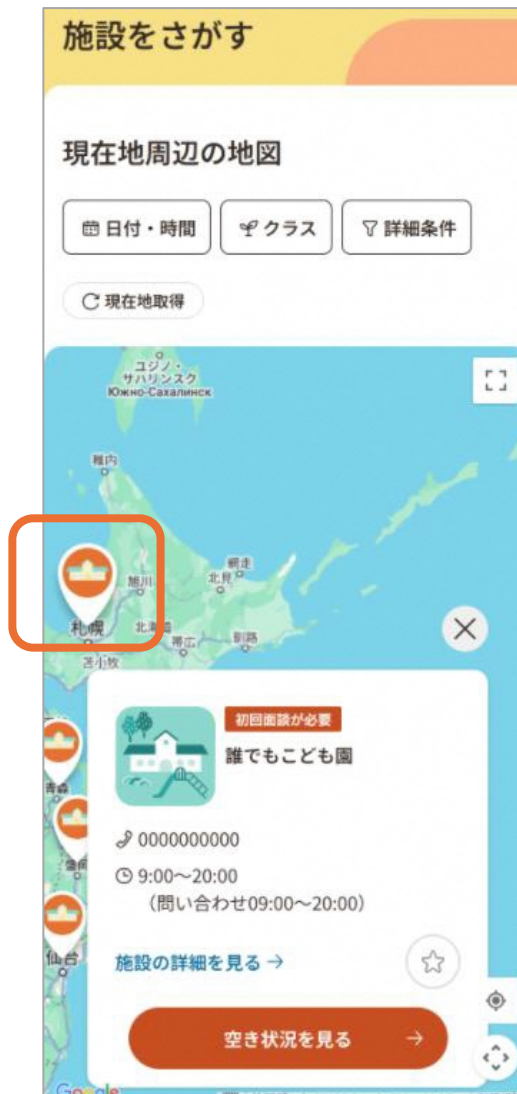 施設をさがす
現在地周辺の地図
日付・時間
クラス
詳細条件
現在地取得
ユジノ・
サハリンスク
Южно-Сахалинск
稚内
旭川
網走
北見
札幌
北海道
帯広
釧路
苫小牧
初回面談が必要
誰でもこども園
青森
0000000000
盛岡
9:00～20:00
（問い合わせ09:00～20:00）
仙台
施設の詳細を見る→
空き状況を見る →
Google